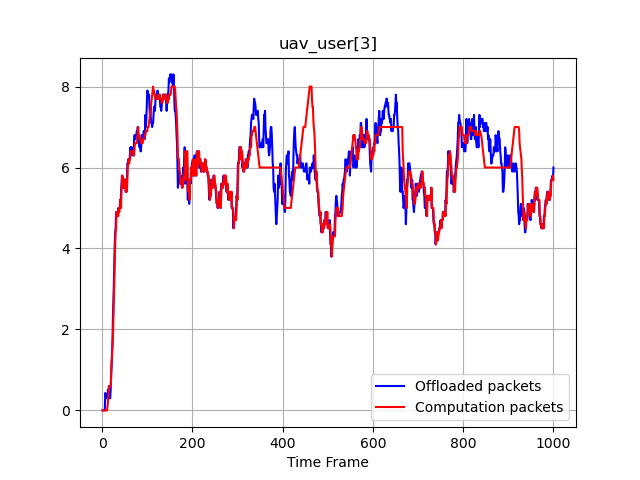 uav_user[3]
8
6
4
2
0
0
200
400
600
800
1000
Time Frame
Offloaded packets
Computation packets